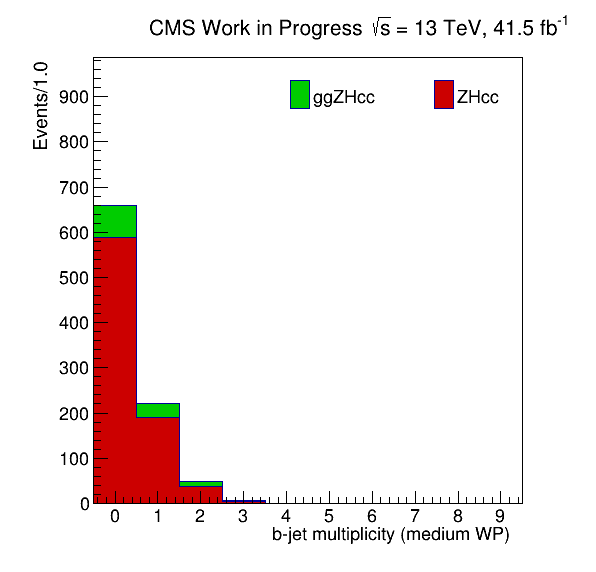 CMS Work in Progress √s = 13 TeV, 41.5 fb⁻¹
Events/1.0
ggZHcc ZHcc
900
800
700
600
500
400
300
200
100
0
0 1 2 3 4 5 6 7 8 9
b-jet multiplicity (medium WP)